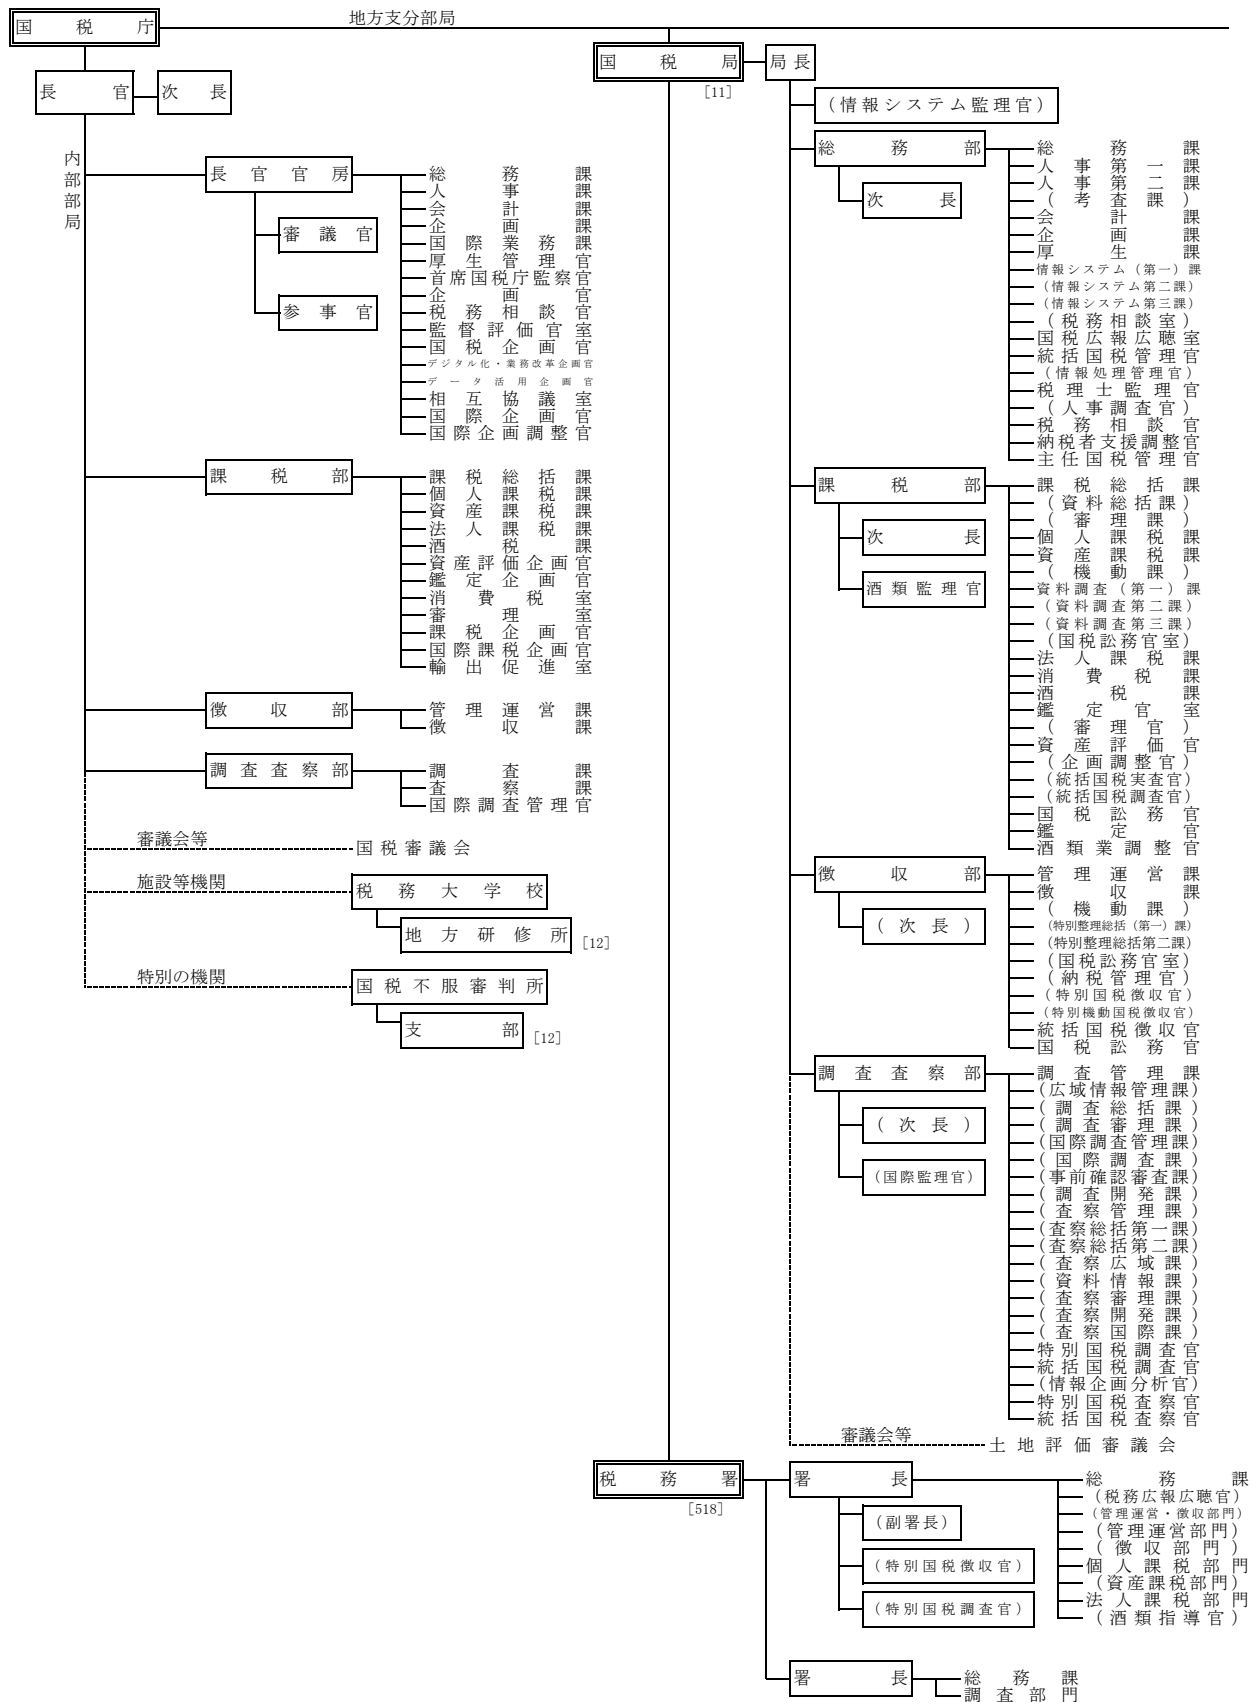 国税庁
地方支分部局
長官
次長
内部部局
長官官房
審議官
参事官
総務課
人事課
会計課
企画課
国際業務課
厚生管理官
首席国税庁監察官
企画官
税務相談官
監督評価官室
国税企画官
デジタル化・業務改革企画官
データ活用企画官
相互協議室
国際企画官
国際企画調整官
課税部
課税総括課
個人課税課
資産課税課
法人課税課
酒税課
資産評価企画官
鑑定企画官
消費税室
審理室
課税企画官
国際課税企画官
輸出促進室
徴収部
管理運営課
徴収課
調査査察部
調査課
査察課
国際調査管理官
審議会等
国税審議会
施設等機関
税務大学校
地方研修所
[12]
特別の機関
国税不服審判所
支部
[12]
国税局
[11]
局長
(情報システム監理官)
総務部
次長
総務課
人事第一課
人事第二課
(考査課)
会計課
企画課
厚生課
情報システム(第一)課
(情報システム第二課)
(情報システム第三課)
(税務相談室)
国税広報広聴室
統括国税管理官
(情報処理管理官)
税理士監理官
(人事調査官)
税務相談官
納税者支援調整官
主任国税管理官
課税部
次長
酒類監理官
課税総括課
(資料総括課)
(審理課)
個人課税課
資産課税課
(機動課)
資料調査(第一)課
(資料調査第二課)
(資料調査第三課)
(国税訟務官室)
法人課税課
消費税課
酒税課
鑑定官室
(審理官)
資産評価官
(企画調整官)
(統括国税実査官)
(統括国税調査官)
国税訟務官
鑑定官
酒類業調整官
徴収部
(次長)
管理運営課
徴収課
(機動課)
(特別整理総括(第一)課)
(特別整理総括第二課)
(国税訟務官室)
(納税管理官)
(特別国税徴収官)
(特別機動国税徴収官)
統括国税徴収官
国税訟務官
調査査察部
(次長)
(国際監理官)
調査管理課
(広域情報管理課)
(調査総括課)
(調査審理課)
(国際調査管理課)
(国際調査課)
(事前確認審査課)
(調査開発課)
(査察管理課)
(査察総括第一課)
(査察総括第二課)
(査察広域課)
(資料情報課)
(査察審理課)
(査察開発課)
(査察国際課)
特別国税調査官
統括国税調査官
(情報企画分析官)
特別国税査察官
統括国税査察官
審議会等
土地評価審議会
税務署
[518]
署長
(副署長)
(特別国税徴収官)
(特別国税調査官)
総務課
(税務広報広聴官)
(管理運営・徴収部門)
(管理運営部門)
(徴収部門)
個人課税部門
(資産課税部門)
法人課税部門
(酒類指導官)
署長
総務課
調査部門